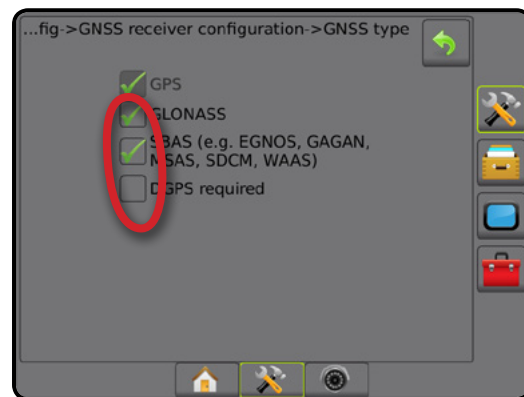 ...fig->GNSS receiver configuration->GNSS type
GPS
GLONASS
SBAS (e.g. EGNOS, GAGAN,
MSAS, SDCM, WAAS)
DGPS required